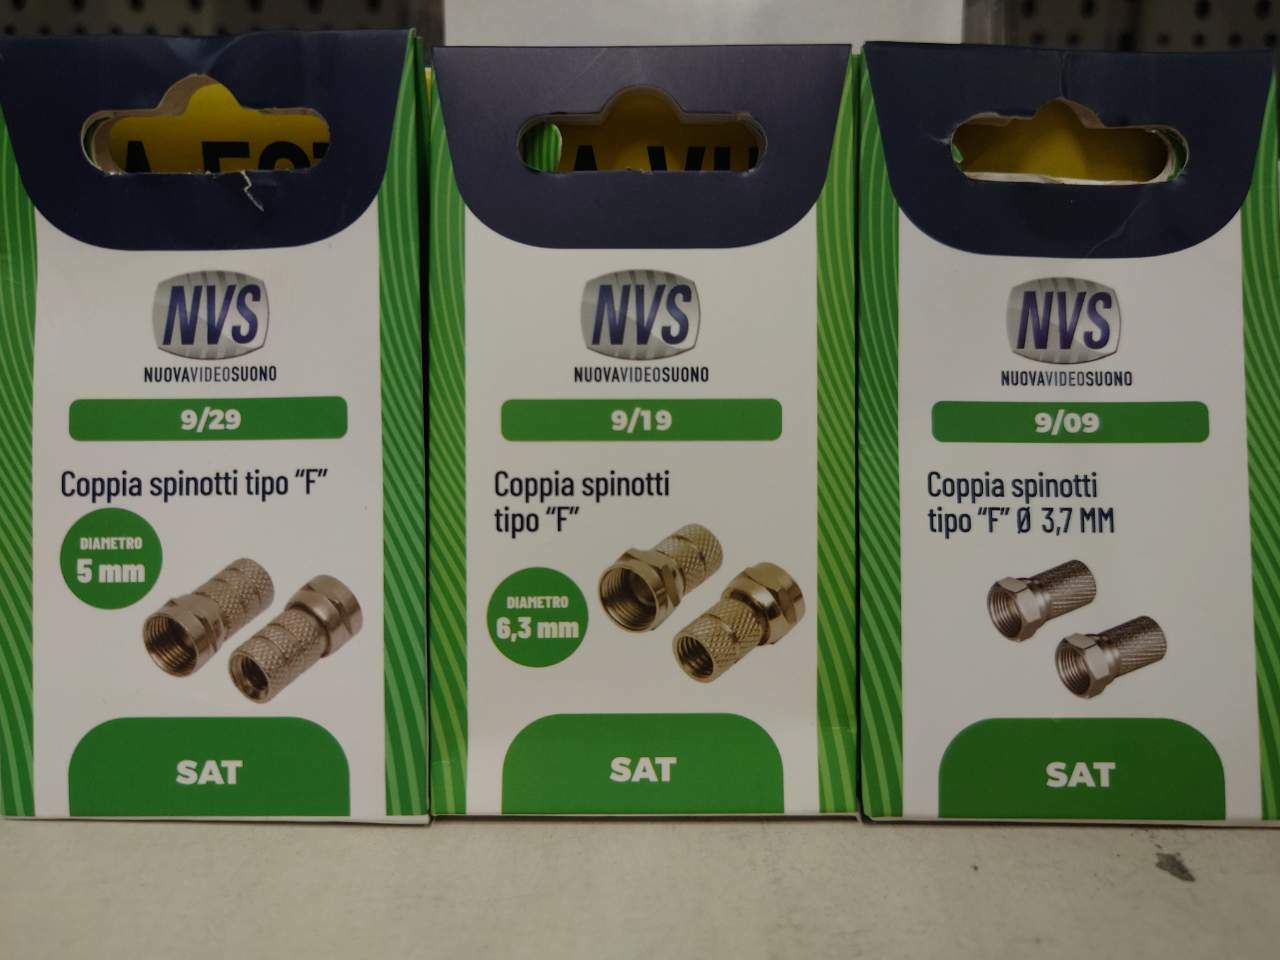 NVS
NUOVAVIDEOSUONO
9/29
Coppia spinotti tipo “F”
DIAMETRO
5 mm
SAT
NVS
NUOVAVIDEOSUONO
9/19
Coppia spinotti
tipo “F”
DIAMETRO
6,3 mm
SAT
NVS
NUOVAVIDEOSUONO
9/09
Coppia spinotti
tipo “F” Ø 3,7 MM
SAT